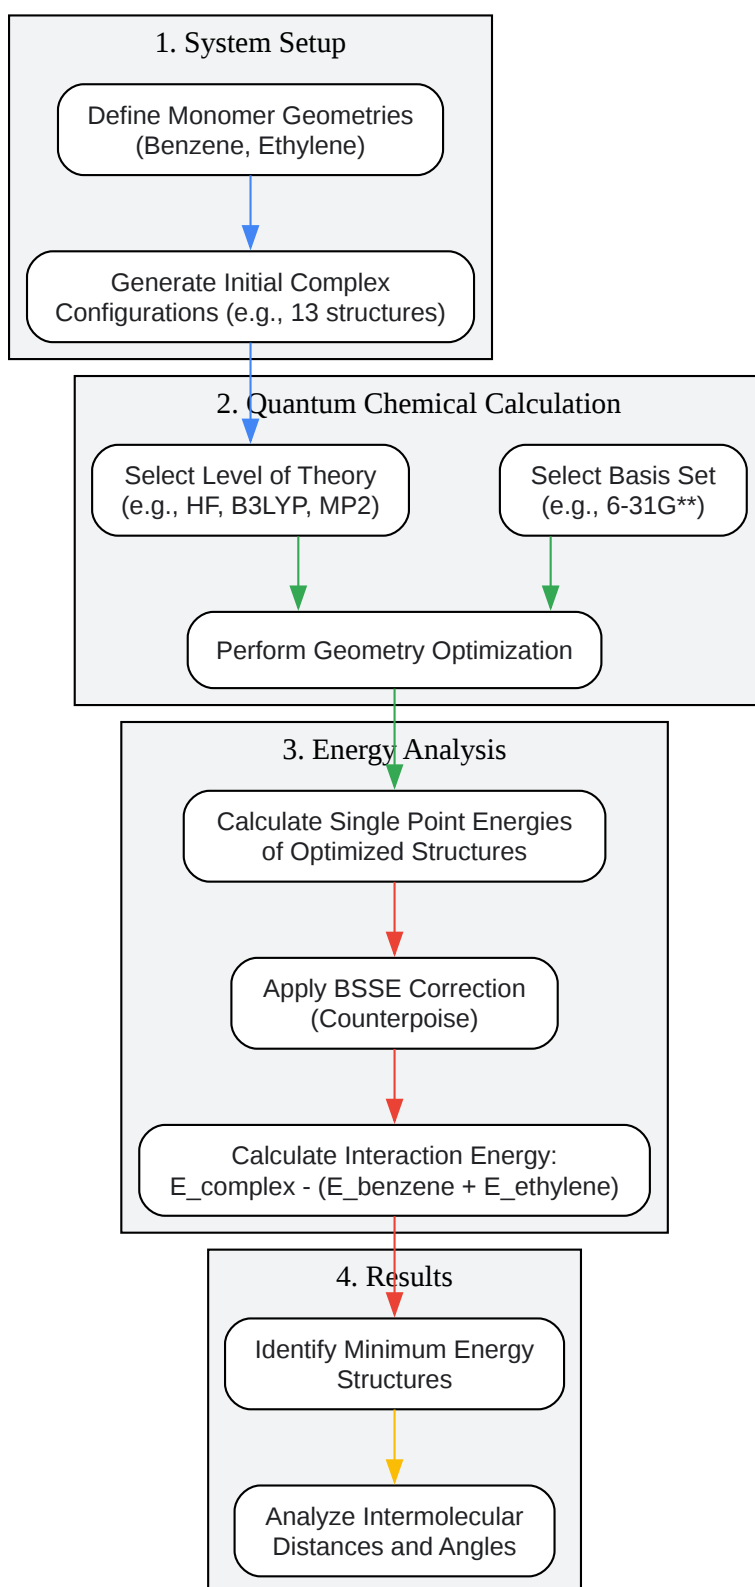 1. System Setup
Define Monomer Geometries
(Benzene, Ethylene)
Generate Initial Complex
Configurations (e.g., 13 structures)
2. Quantum Chemical Calculation
Select Level of Theory
(e.g., HF, B3LYP, MP2)
Select Basis Set
(e.g., 6-31G**)
Perform Geometry Optimization
3. Energy Analysis
Calculate Single Point Energies
of Optimized Structures
Apply BSSE Correction
(Counterpoise)
Calculate Interaction Energy:
E_complex - (E_benzene + E_ethylene)
4. Results
Identify Minimum Energy
Structures
Analyze Intermolecular
Distances and Angles